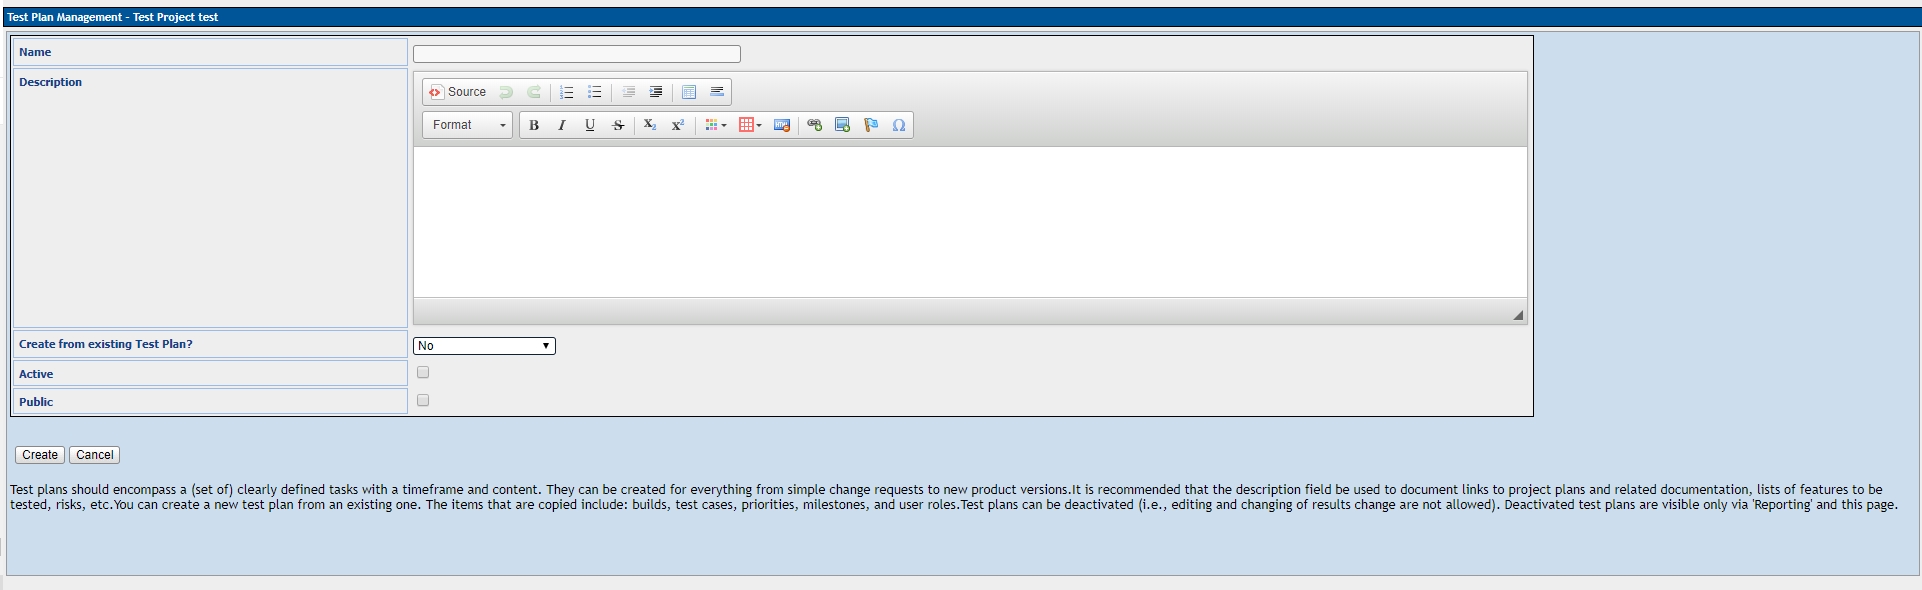 Test Plan Management - Test Project test
Name
Description
Source
Format
B I U S X2 X2
Ω
Create from existing Test Plan?
No
Active
Public
Create Cancel
Test plans should encompass a (set of) clearly defined tasks with a timeframe and content. They can be created for everything from simple change requests to new product versions.It is recommended that the description field be used to document links to project plans and related documentation, lists of features to be
tested, risks, etc.You can create a new test plan from an existing one. The items that are copied include: builds, test cases, priorities, milestones, and user roles.Test plans can be deactivated (i.e., editing and changing of results change are not allowed). Deactivated test plans are visible only via 'Reporting' and this page.